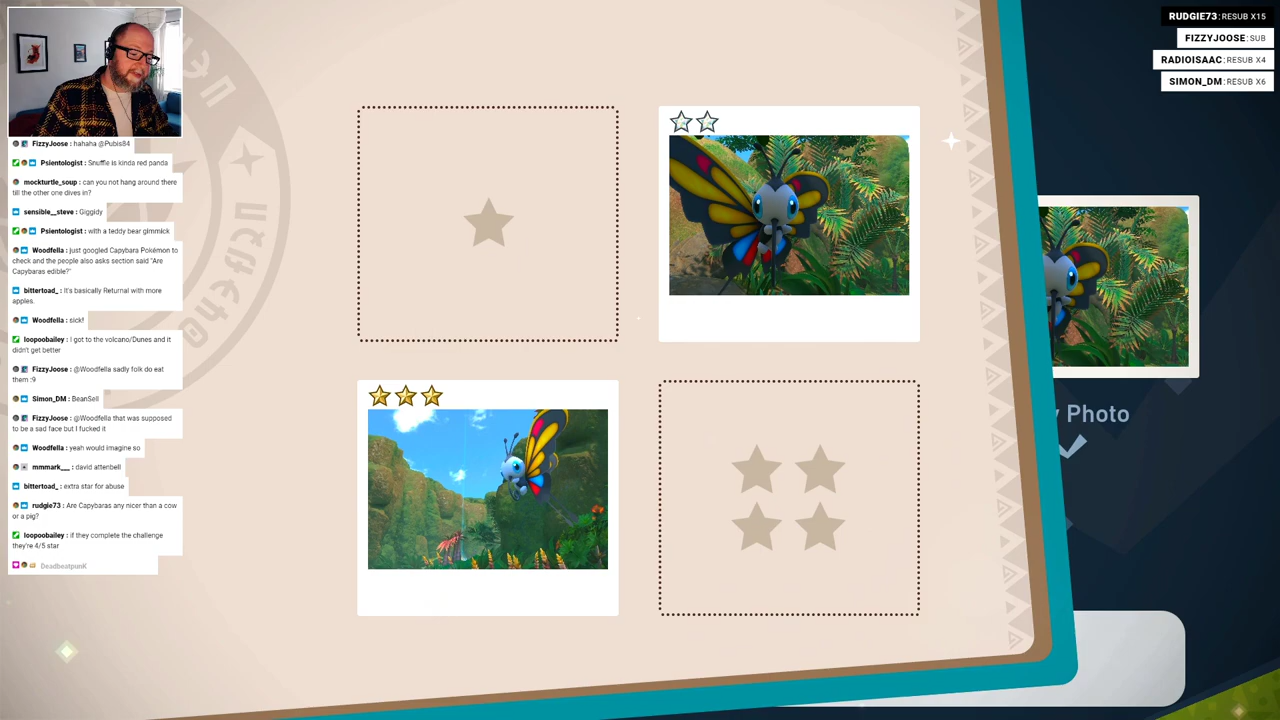 RUDGIE73: RESUB X15
FIZZYJOOSE: SUB
RADIOISAAC: RESUB X4
SIMON_DM: RESUB X6
FizzyJoose : hahaha @Pubis84
Psientologist : Snuffle is kinda red panda
mockturtle_soup : can you not hang around there
till the other one dives in?
sensible__steve : Giggidy
Psientologist : with a teddy bear gimmick
Woodfella : just googled Capybara Pokémon to
check and the people also asks section said "Are
Capybaras edible?"
bittertoad_ : It's basically Returnal with more
apples.
Woodfella : sick!
loopoobailey : I got to the volcano/Dunes and it
didn't get better
FizzyJoose : @Woodfella sadly folk do eat
them :9
Simon_DM : BeanSell
FizzyJoose : @Woodfella that was supposed
to be a sad face but I fucked it
Woodfella : yeah would imagine so
mmmark___ : david attenbell
bittertoad_ : extra star for abuse
rudgie73 : Are Capybaras any nicer than a cow
or a pig?
loopoobailey : if they complete the challenge
they're 4/5 star
DeadbeatpunK
Photo